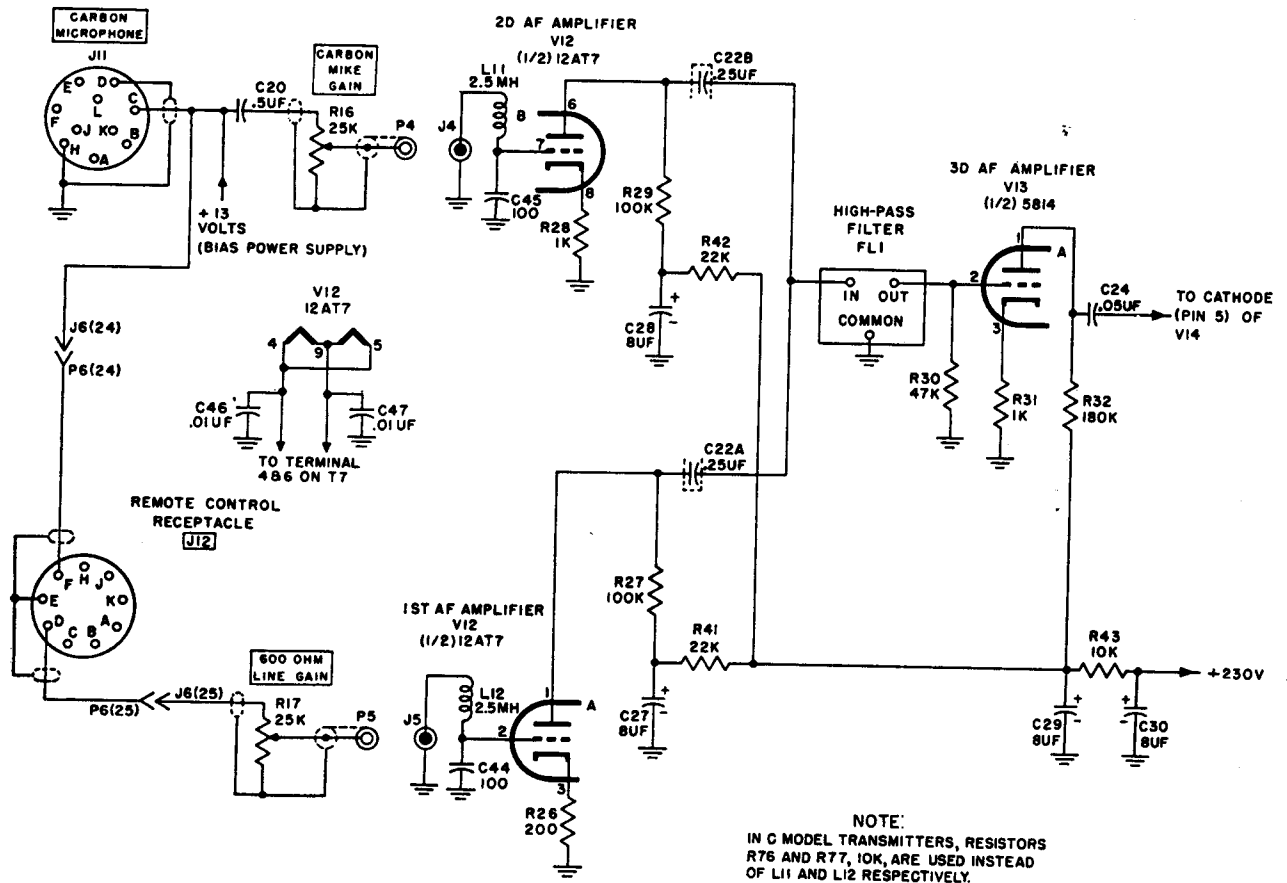 CARBON
MICROPHONE
J11
E
D
C
L
F
J
K
B
H
A
C20
.5UF
CARBON
MIKE
GAIN
R16
25K
P4
+ 13
VOLTS
(BIAS POWER SUPPLY)
2D AF AMPLIFIER
V12
(1/2) 12AT7
L11
2.5MH
J4
B
6
7
8
C45
100
R28
1K
C22B
.25UF
R29
100K
R42
22K
+
-
C28
8UF
HIGH-PASS
FILTER
FL1
IN OUT
COMMON
3D AF AMPLIFIER
V13
(1/2) 5814
1
A
2
3
C24
.05UF
TO CATHODE
(PIN 5) OF
V14
R30
47K
R31
1K
R32
180K
J6(24)
P6(24)
V12
12AT7
4
9
5
C46
.01UF
C47
.01UF
TO TERMINAL
4&6 ON T7
REMOTE CONTROL
RECEPTACLE
J12
F
H
J
E
K
D
C
B
A
P6(25)
J6(25)
600 OHM
LINE GAIN
R17
25K
P5
1ST AF AMPLIFIER
V12
(1/2) 12AT7
L12
2.5MH
J5
1
A
2
3
C44
100
R26
200
C22A
.25UF
R27
100K
R41
22K
+
-
C27
8UF
R43
10K
+230V
+
-
C29
8UF
+
-
C30
8UF
NOTE:
IN C MODEL TRANSMITTERS, RESISTORS
R76 AND R77, 10K, ARE USED INSTEAD
OF L11 AND L12 RESPECTIVELY.